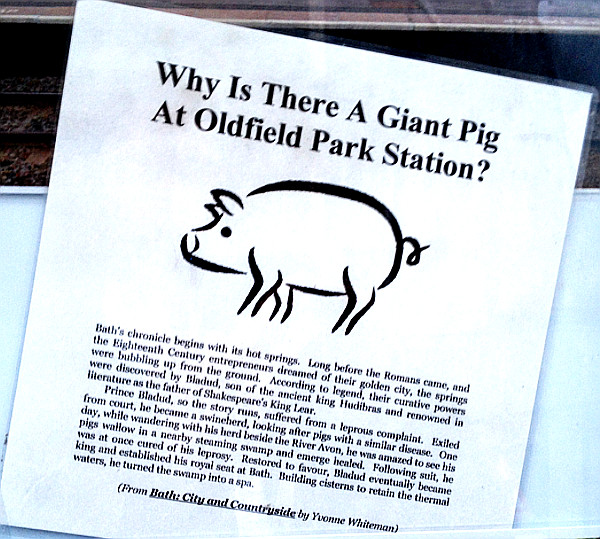 Why Is There A Giant Pig
At Oldfield Park Station?
Bath's chronicle begins with its hot springs. Long before the Romans came, and
the Eighteenth Century entrepreneurs dreamed of their golden city, the springs
were bubbling up from the ground. According to legend, their curative powers
were discovered by Bladud, son of the ancient king Hudibras and renowned in
literature as the father of Shakespeare's King Lear.
Prince Bladud, so the story runs, suffered from a leprous complaint. Exiled
from court, he became a swineherd, looking after pigs with a similar disease. One
day, while wandering with his herd beside the River Avon, he was amazed to see his
pigs wallow in a nearby steaming swamp and emerge healed. Following suit, he
was at once cured of his leprosy. Restored to favour, Bladud eventually became
king and established his royal seat at Bath. Building cisterns to retain the thermal
waters, he turned the swamp into a spa.
(From Bath: City and Countryside by Yvonne Whiteman)